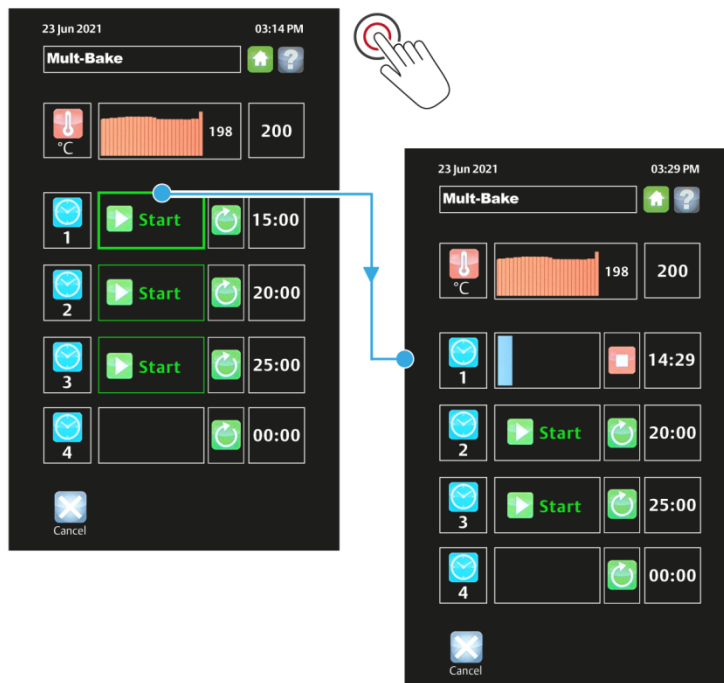 23 Jun 2021 03:14 PM
Mult-Bake ?
°C 198 200
1 Start 15:00
2 Start 20:00
3 Start 25:00
4 00:00
Cancel
23 Jun 2021 03:29 PM
Mult-Bake ?
°C 198 200
1 14:29
2 Start 20:00
3 Start 25:00
4 00:00
Cancel